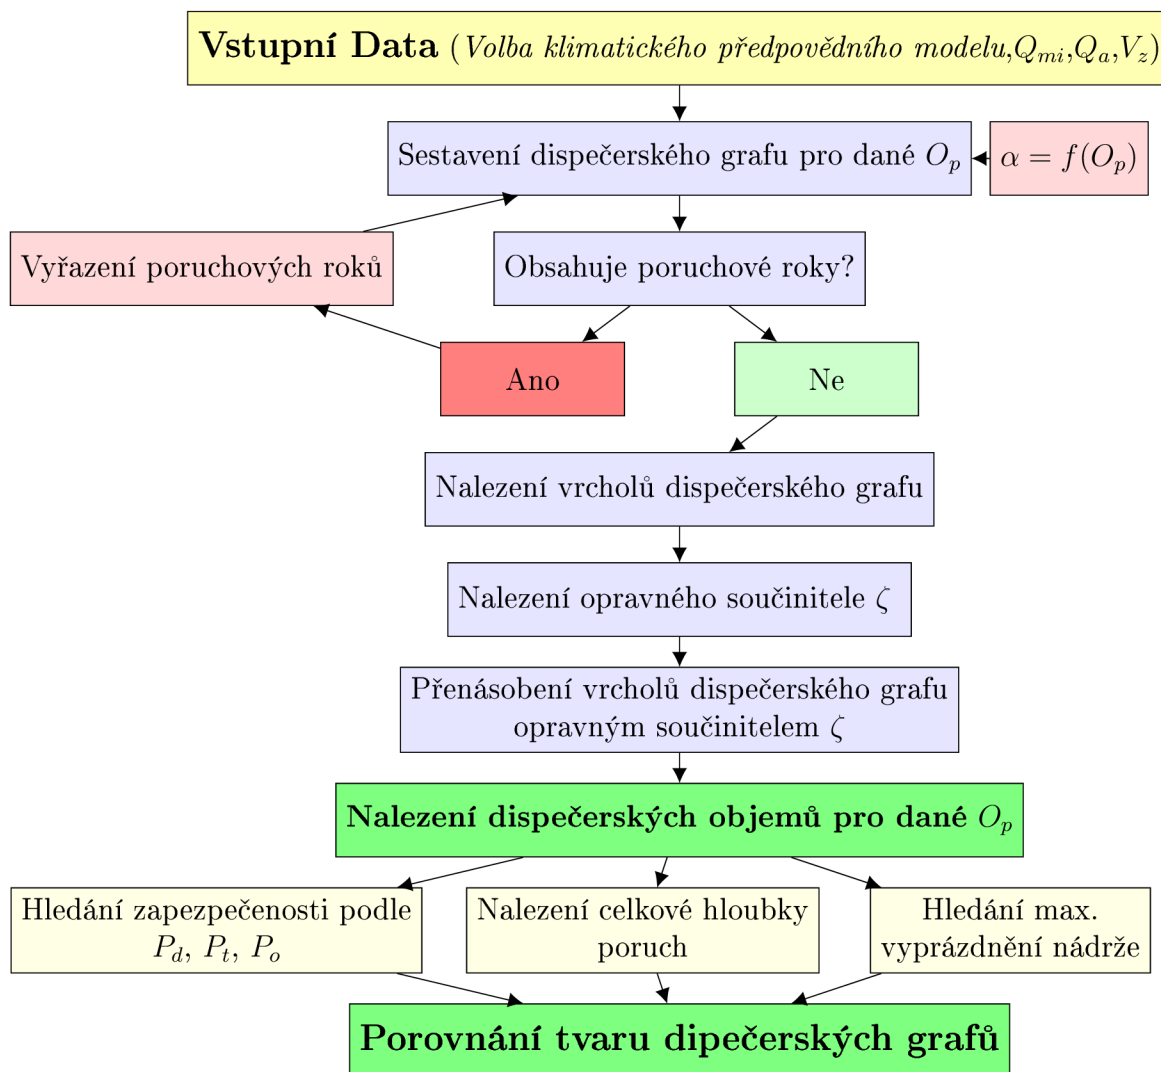 Vstupní Data (Volba klimatického předpovědního modelu,Q_{mi},Q_a,V_z)
Sestavení dispečerského grafu pro dané O_p
α = f(O_p)
Vyřazení poruchových roků
Obsahuje poruchové roky?
Ano
Ne
Nalezení vrcholů dispečerského grafu
Nalezení opravného součinitele ζ
Přenásobení vrcholů dispečerského grafu
opravným součinitelem ζ
Nalezení dispečerských objemů pro dané O_p
Hledání zapezpečenosti podle
P_d, P_t, P_o
Nalezení celkové hloubky
poruch
Hledání max.
vyprázdnění nádrže
Porovnání tvaru dipečerských grafů